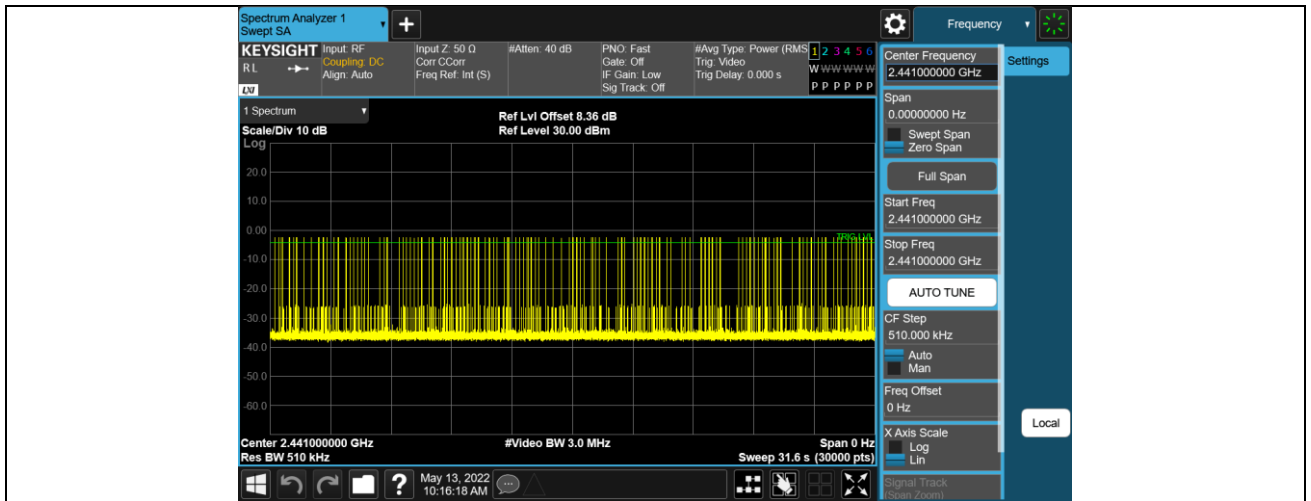 Spectrum Analyzer 1
Swept SA
Frequency
KEYSIGHT
RL
LXI
Input: RF
Coupling: DC
Align: Auto
Input Z: 50 Ω
Corr CCorr
Freq Ref: Int (S)
#Atten: 40 dB
PNO: Fast
Gate: Off
IF Gain: Low
Sig Track: Off
#Avg Type: Power (RMS
Trig: Video
Trig Delay: 0.000 s
1 2 3 4 5 6
W W W W W W
P P P P P P
1 Spectrum
Scale/Div 10 dB
Ref Lvl Offset 8.36 dB
Ref Level 30.00 dBm
Log
20.0
10.0
0.00
-10.0
-20.0
-30.0
-40.0
-50.0
-60.0
TRIG LVL
Center 2.441000000 GHz
#Video BW 3.0 MHz
Span 0 Hz
Res BW 510 kHz
Sweep 31.6 s (30000 pts)
May 13, 2022
10:16:18 AM
?
Center Frequency
2.441000000 GHz
Settings
Span
0.00000000 Hz
Swept Span
Zero Span
Full Span
Start Freq
2.441000000 GHz
Stop Freq
2.441000000 GHz
AUTO TUNE
CF Step
510.000 kHz
Auto
Man
Freq Offset
0 Hz
X Axis Scale
Log
Lin
Local
Signal Track
(Span Zoom)